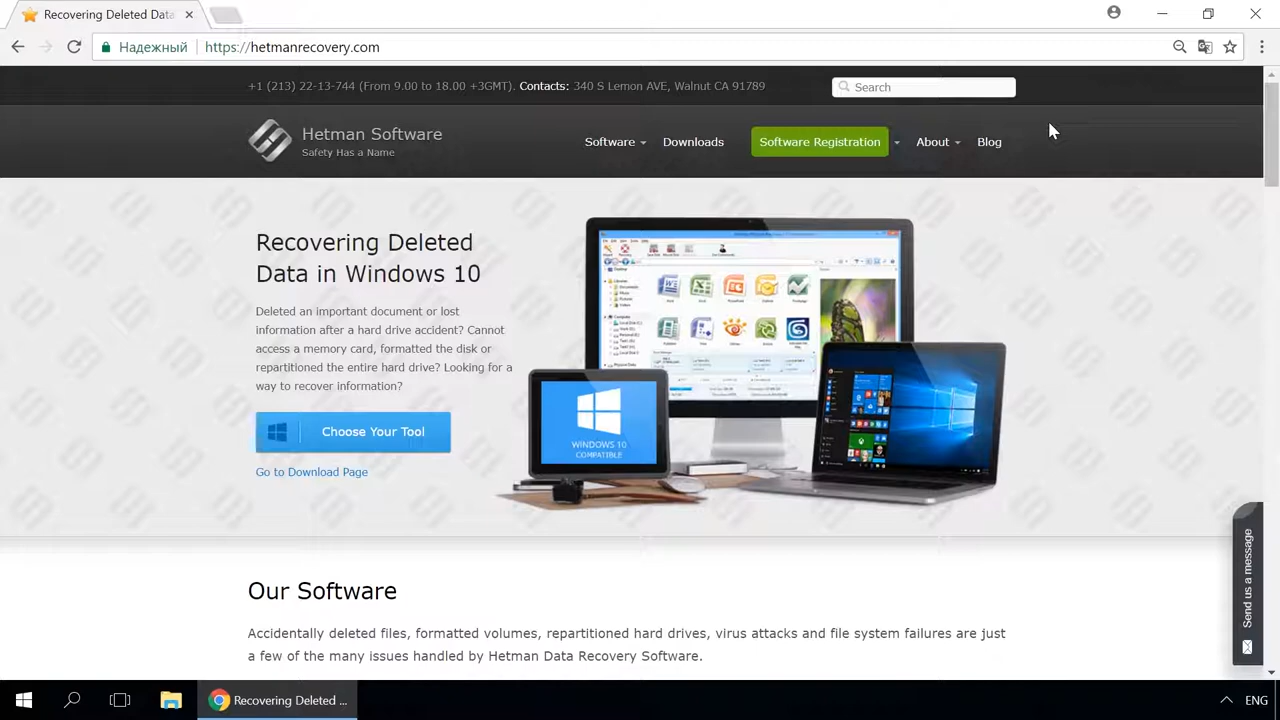 Recovering Deleted Data
Надежный
https://hetmanrecovery.com
+1 (213) 22-13-744 (From 9.00 to 18.00 +3GMT). Contacts: 340 S Lemon AVE, Walnut CA 91789
Search
Hetman Software
Safety Has a Name
Software
Downloads
Software Registration
About
Blog
Recovering Deleted
Data in Windows 10
Deleted an important document or lost
information after a hard drive accident? Cannot
access a memory card, formatted the disk or
repartitioned the entire hard drive? Looking for a
way to recover information?
Choose Your Tool
Go to Download Page
WINDOWS 10
COMPATIBLE
Send us a message
Our Software
Accidentally deleted files, formatted volumes, repartitioned hard drives, virus attacks and file system failures are just
a few of the many issues handled by Hetman Data Recovery Software.
Recovering Deleted ...
ENG